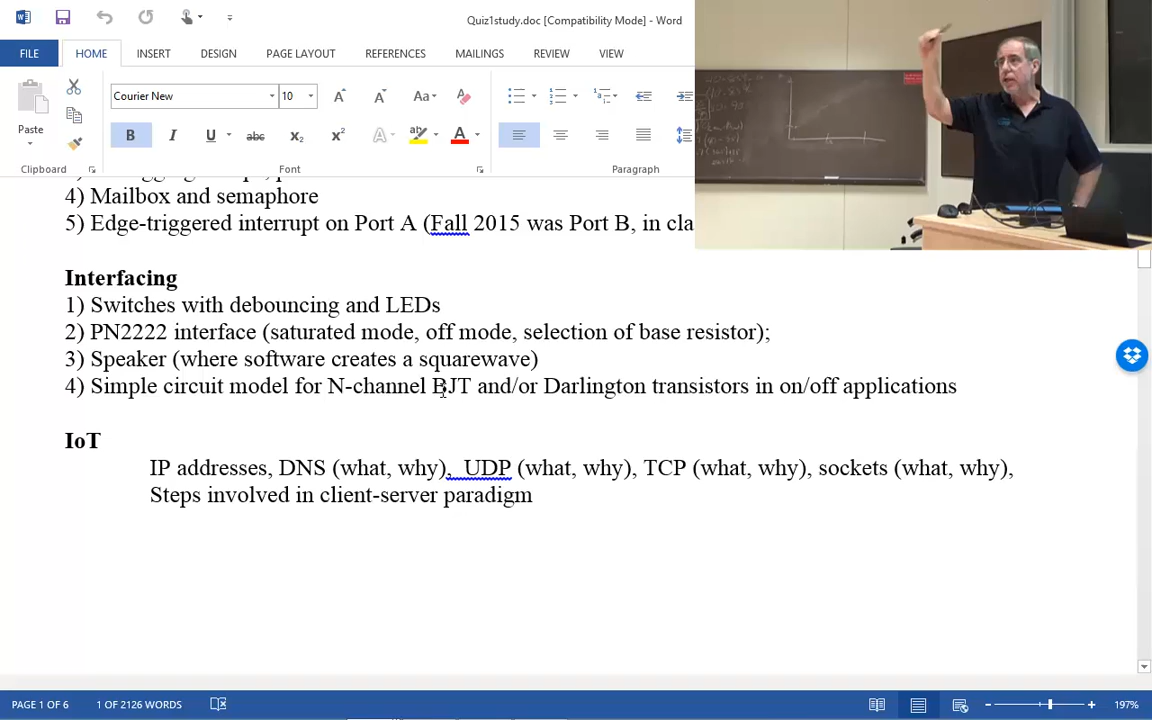 Quiz1study.doc [Compatibility Mode] - Word
FILE HOME INSERT DESIGN PAGE LAYOUT REFERENCES MAILINGS REVIEW VIEW
Courier New 10 Aa
Paste B I U abc X₂ X² A A
Clipboard Font Paragraph
4) Mailbox and semaphore
5) Edge-triggered interrupt on Port A (Fall 2015 was Port B, in cla
Interfacing
1) Switches with debouncing and LEDs
2) PN2222 interface (saturated mode, off mode, selection of base resistor);
3) Speaker (where software creates a squarewave)
4) Simple circuit model for N-channel BJT and/or Darlington transistors in on/off applications
IoT
IP addresses, DNS (what, why), UDP (what, why), TCP (what, why), sockets (what, why),
Steps involved in client-server paradigm
PAGE 1 OF 6 1 OF 2126 WORDS 197%